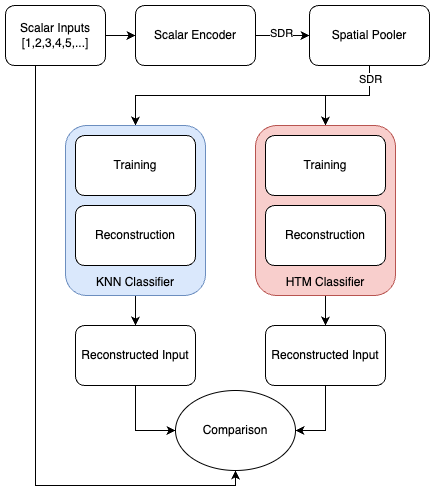 Scalar Inputs
[1,2,3,4,5,...]
Scalar Encoder
SDR
Spatial Pooler
SDR
Training
Training
Reconstruction
Reconstruction
KNN Classifier
HTM Classifier
Reconstructed Input
Reconstructed Input
Comparison